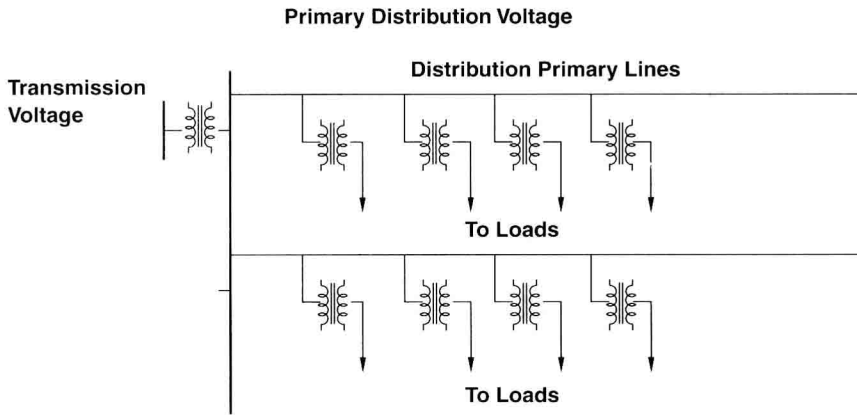 Primary Distribution Voltage
Transmission
Voltage
Distribution Primary Lines
To Loads
To Loads